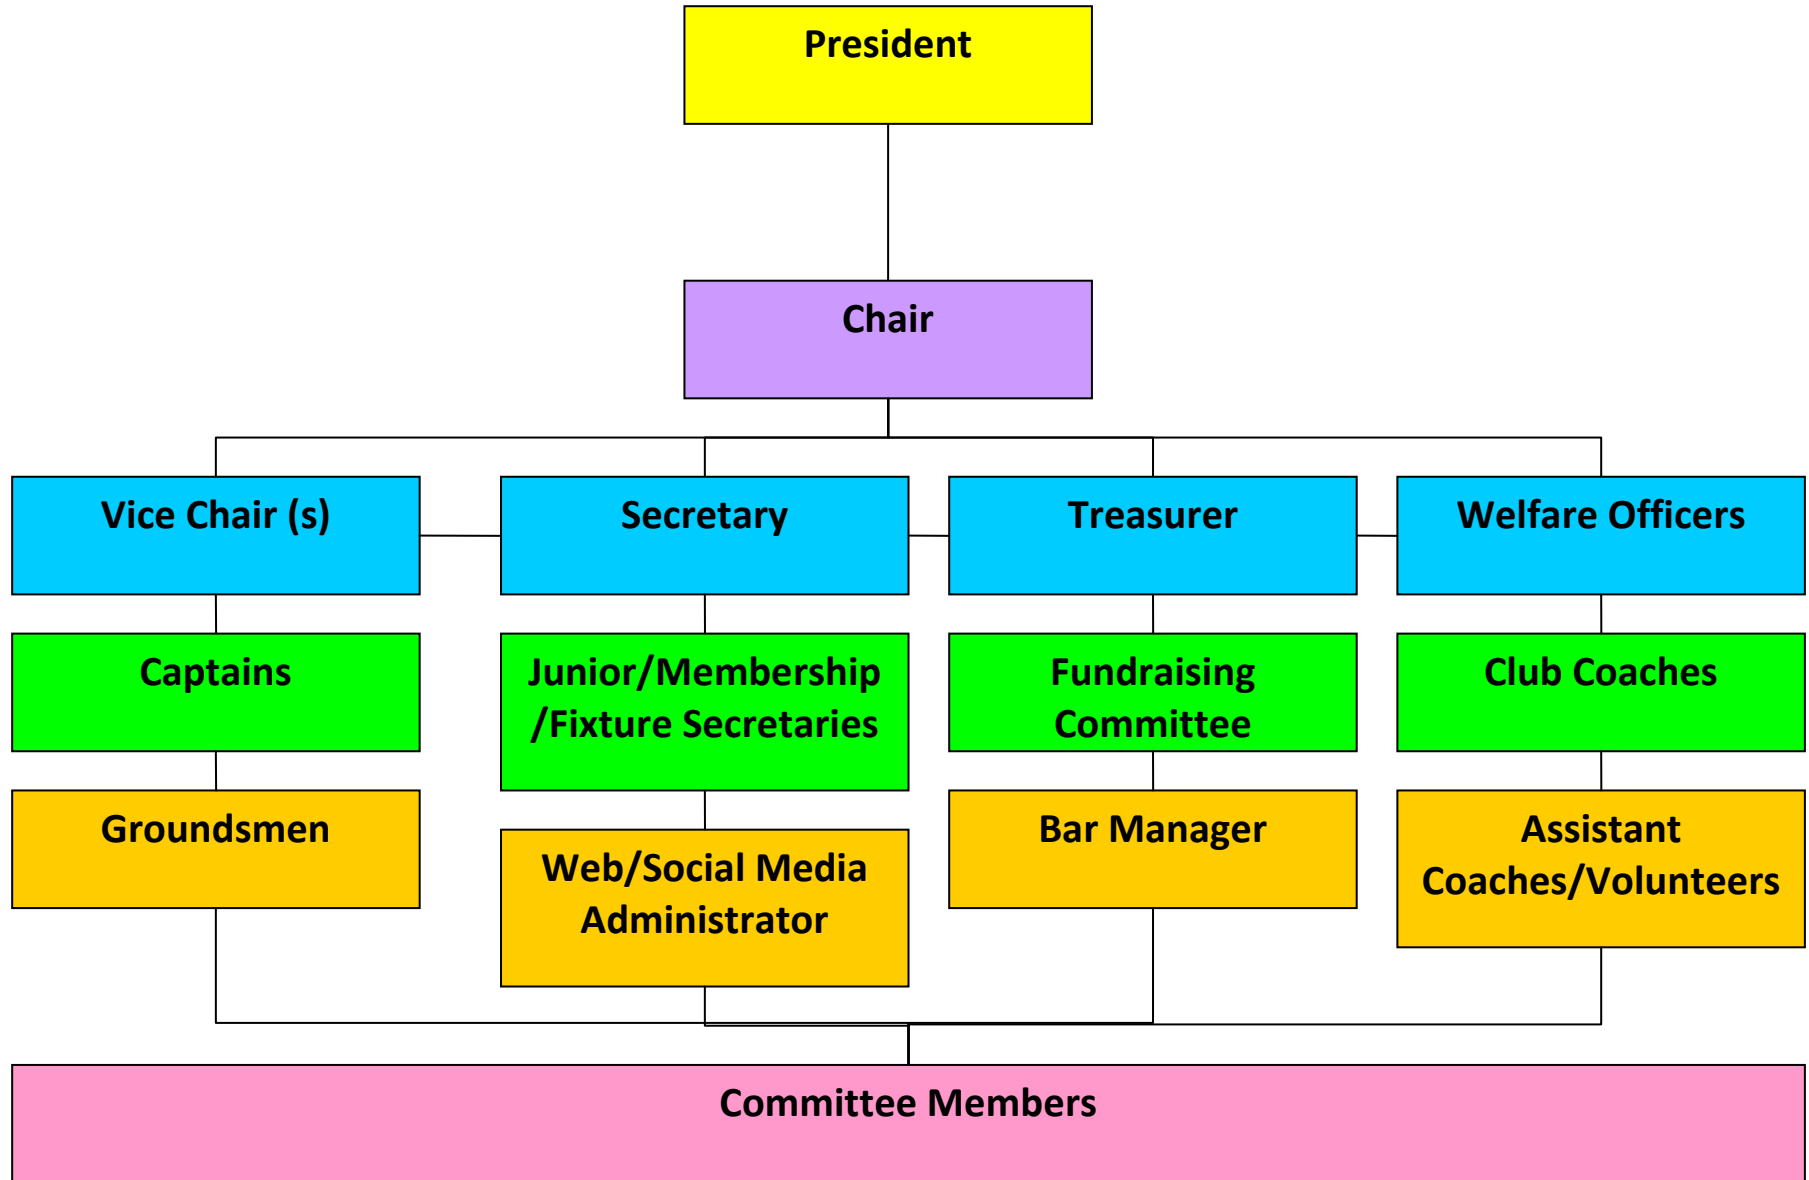 President
Chair
Vice Chair (s)
Secretary
Treasurer
Welfare Officers
Captains
Junior/Membership
/Fixture Secretaries
Fundraising
Committee
Club Coaches
Groundsmen
Web/Social Media
Administrator
Bar Manager
Assistant
Coaches/Volunteers
Committee Members